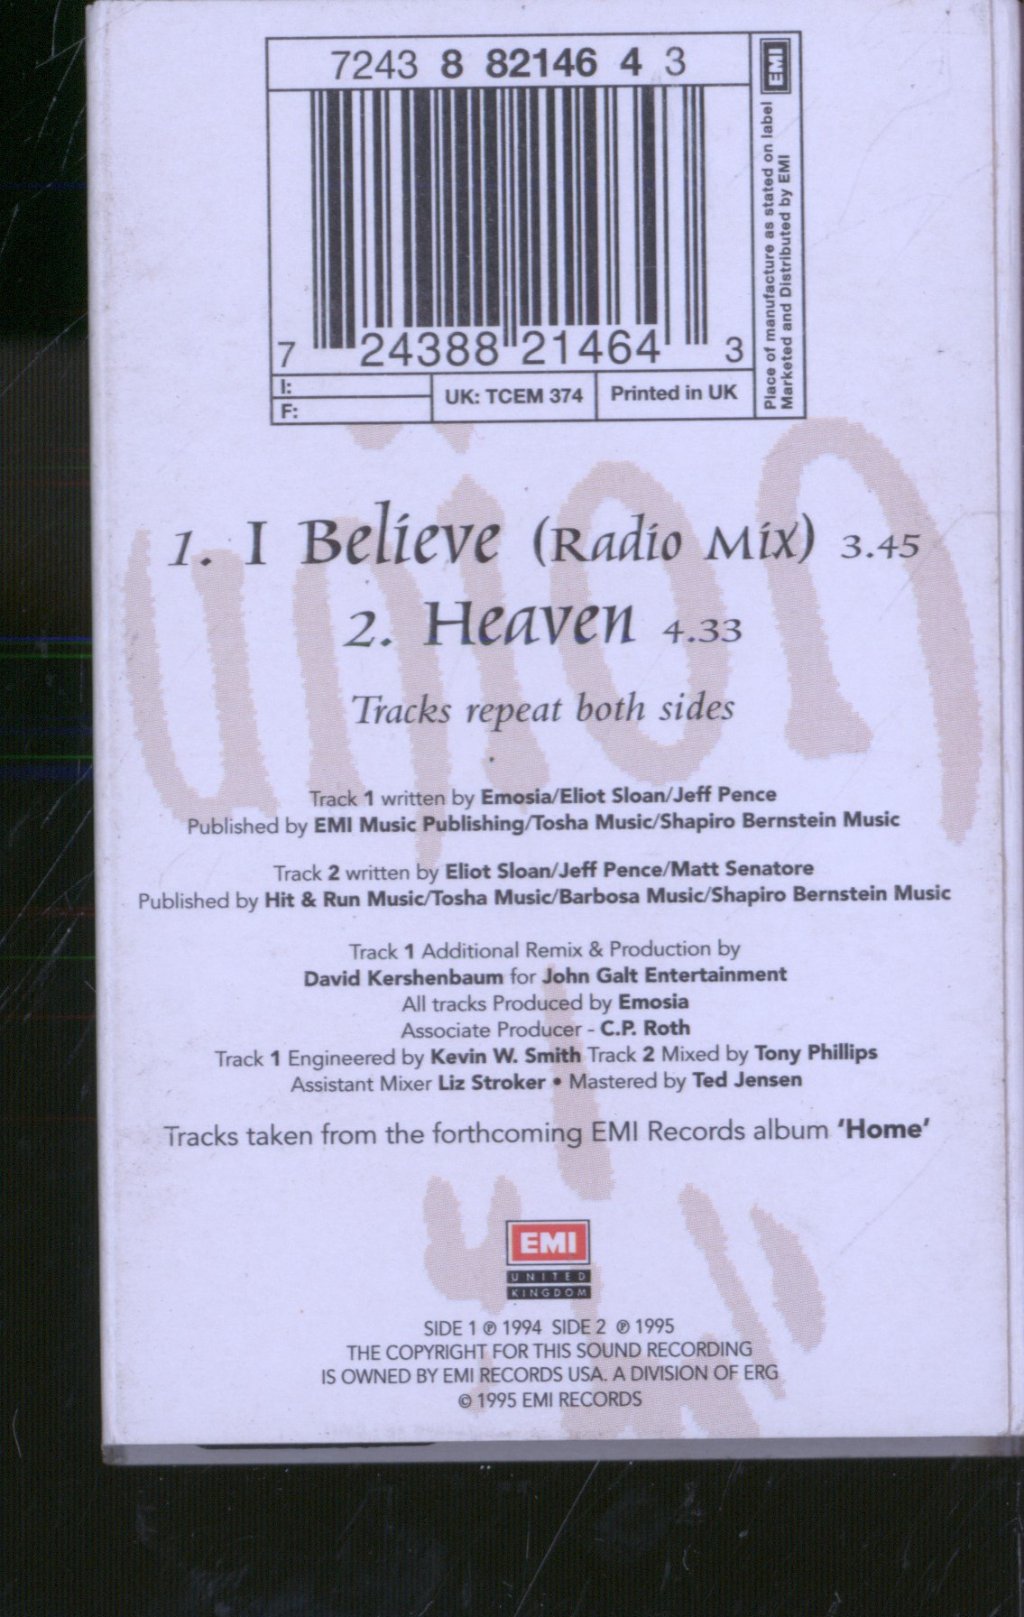 7243 8 82146 4 3
EMI
Place of manufacture as stated on label
Marketed and Distributed by EMI
7 24388 21464 3
I:
F:
UK: TCEM 374
Printed in UK
union
1. I Believe (Radio Mix) 3.45
2. Heaven 4.33
Tracks repeat both sides
Track 1 written by Emosia/Eliot Sloan/Jeff Pence
Published by EMI Music Publishing/Tosha Music/Shapiro Bernstein Music
Track 2 written by Eliot Sloan/Jeff Pence/Matt Senatore
Published by Hit & Run Music/Tosha Music/Barbosa Music/Shapiro Bernstein Music
Track 1 Additional Remix & Production by
David Kershenbaum for John Galt Entertainment
All tracks Produced by Emosia
Associate Producer - C.P. Roth
Track 1 Engineered by Kevin W. Smith Track 2 Mixed by Tony Phillips
Assistant Mixer Liz Stroker • Mastered by Ted Jensen
Tracks taken from the forthcoming EMI Records album 'Home'
EMI
UNITED
KINGDOM
SIDE 1 ℗ 1994 SIDE 2 ℗ 1995
THE COPYRIGHT FOR THIS SOUND RECORDING
IS OWNED BY EMI RECORDS USA. A DIVISION OF ERG
© 1995 EMI RECORDS